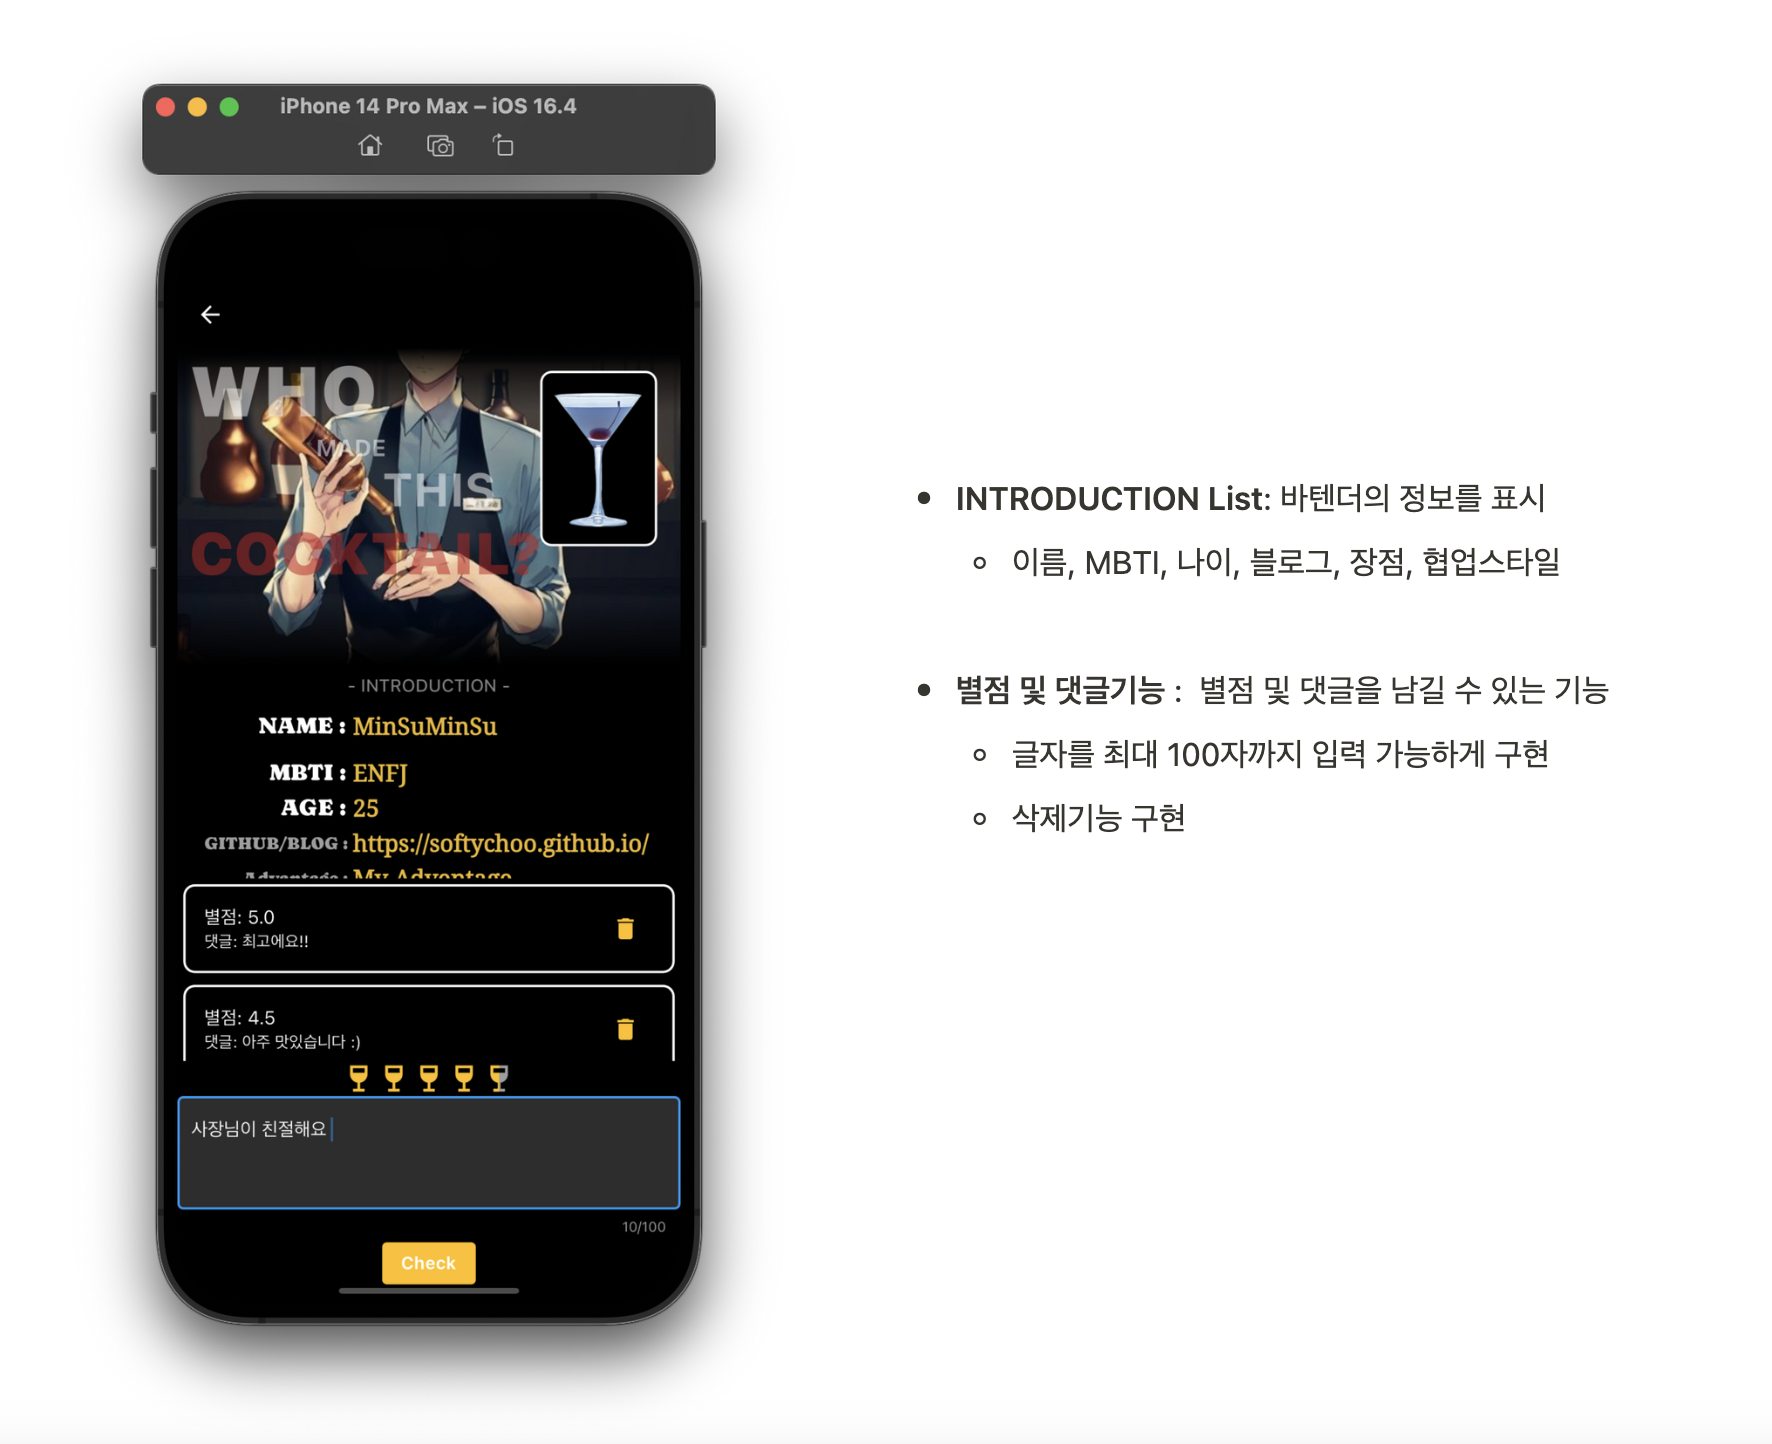 iPhone 14 Pro Max – iOS 16.4
WHO
MADE
THIS
COCKTAIL?
- INTRODUCTION -
NAME : MinSuMinSu
MBTI : ENFJ
AGE : 25
GITHUB/BLOG : https://softychoo.github.io/
Advantage : My Advantage
별점: 5.0
댓글: 최고에요!!
별점: 4.5
댓글: 아주 맛있습니다 :)
사장님이 친절해요
10/100
Check
• INTRODUCTION List: 바텐더의 정보를 표시
◦ 이름, MBTI, 나이, 블로그, 장점, 협업스타일
• 별점 및 댓글기능 : 별점 및 댓글을 남길 수 있는 기능
◦ 글자를 최대 100자까지 입력 가능하게 구현
◦ 삭제기능 구현